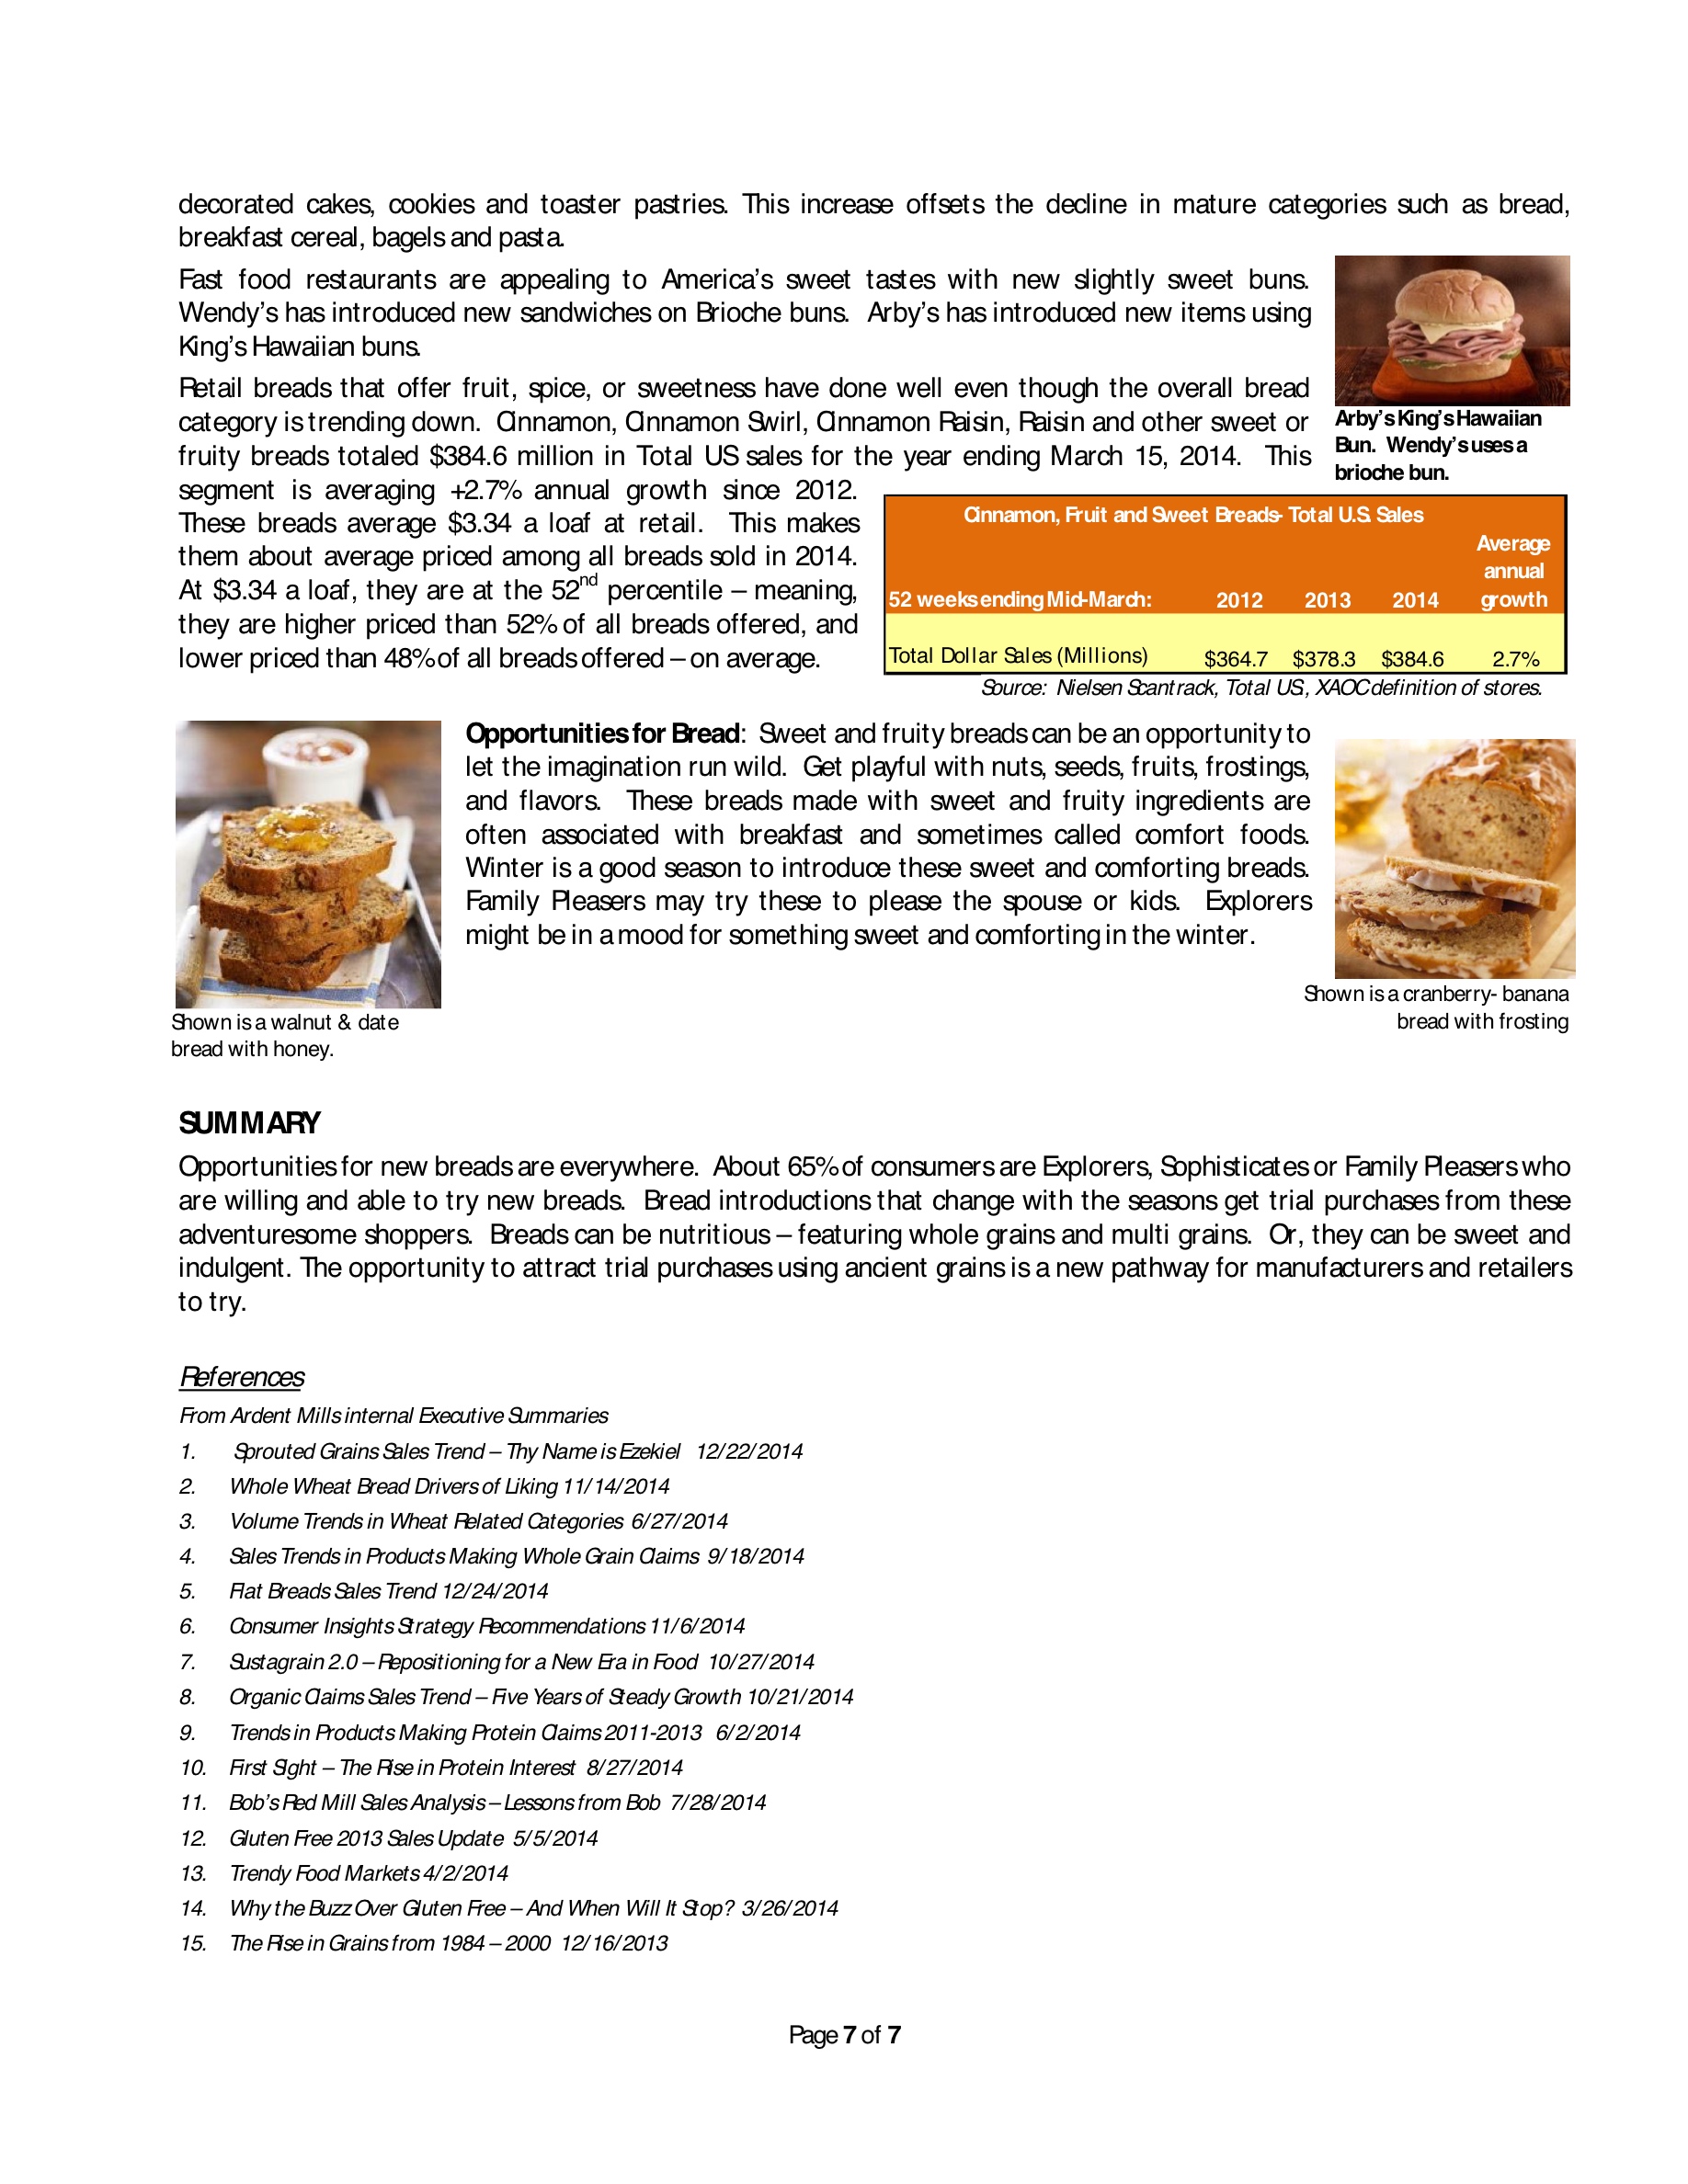 decorated cakes, cookies and toaster pastries. This increase offsets the decline in mature categories such as bread,
breakfast cereal, bagels and pasta.
Fast food restaurants are appealing to America's sweet tastes with new slightly sweet buns.
Wendy's has introduced new sandwiches on Brioche buns. Arby's has introduced new items using
King's Hawaiian buns.
Retail breads that offer fruit, spice, or sweetness have done well even though the overall bread
category is trending down. Cinnamon, Cinnamon Swirl, Cinnamon Raisin, Raisin and other sweet or
fruity breads totaled $384.6 million in Total US sales for the year ending March 15, 2014. This
segment is averaging +2.7% annual growth since 2012.
These breads average $3.34 a loaf at retail. This makes
them about average priced among all breads sold in 2014.
At $3.34 a loaf, they are at the 52nd percentile – meaning,
they are higher priced than 52% of all breads offered, and
lower priced than 48% of all breads offered – on average.
Arby's King's Hawaiian
Bun. Wendy's uses a
brioche bun.
Cinnamon, Fruit and Sweet Breads- Total U.S. Sales
Average
annual
52 weeks ending Mid-March: 2012 2013 2014 growth
Total Dollar Sales (Millions) $364.7 $378.3 $384.6 2.7%
Source: Nielsen Scantrack, Total US, XAOC definition of stores.
Opportunities for Bread: Sweet and fruity breads can be an opportunity to
let the imagination run wild. Get playful with nuts, seeds, fruits, frostings,
and flavors. These breads made with sweet and fruity ingredients are
often associated with breakfast and sometimes called comfort foods.
Winter is a good season to introduce these sweet and comforting breads.
Family Pleasers may try these to please the spouse or kids. Explorers
might be in a mood for something sweet and comforting in the winter.
Shown is a walnut & date
bread with honey.
Shown is a cranberry- banana
bread with frosting
SUMMARY
Opportunities for new breads are everywhere. About 65% of consumers are Explorers, Sophisticates or Family Pleasers who
are willing and able to try new breads. Bread introductions that change with the seasons get trial purchases from these
adventuresome shoppers. Breads can be nutritious – featuring whole grains and multi grains. Or, they can be sweet and
indulgent. The opportunity to attract trial purchases using ancient grains is a new pathway for manufacturers and retailers
to try.
References
From Ardent Mills internal Executive Summaries
1. Sprouted Grains Sales Trend – Thy Name is Ezekiel 12/22/2014
2. Whole Wheat Bread Drivers of Liking 11/14/2014
3. Volume Trends in Wheat Related Categories 6/27/2014
4. Sales Trends in Products Making Whole Grain Claims 9/18/2014
5. Flat Breads Sales Trend 12/24/2014
6. Consumer Insights Strategy Recommendations 11/6/2014
7. Sustagrain 2.0 – Repositioning for a New Era in Food 10/27/2014
8. Organic Claims Sales Trend – Five Years of Steady Growth 10/21/2014
9. Trends in Products Making Protein Claims 2011-2013 6/2/2014
10. First Sight – The Rise in Protein Interest 8/27/2014
11. Bob's Red Mill Sales Analysis – Lessons from Bob 7/28/2014
12. Gluten Free 2013 Sales Update 5/5/2014
13. Trendy Food Markets 4/2/2014
14. Why the Buzz Over Gluten Free – And When Will It Stop? 3/26/2014
15. The Rise in Grains from 1984 – 2000 12/16/2013
Page 7 of 7